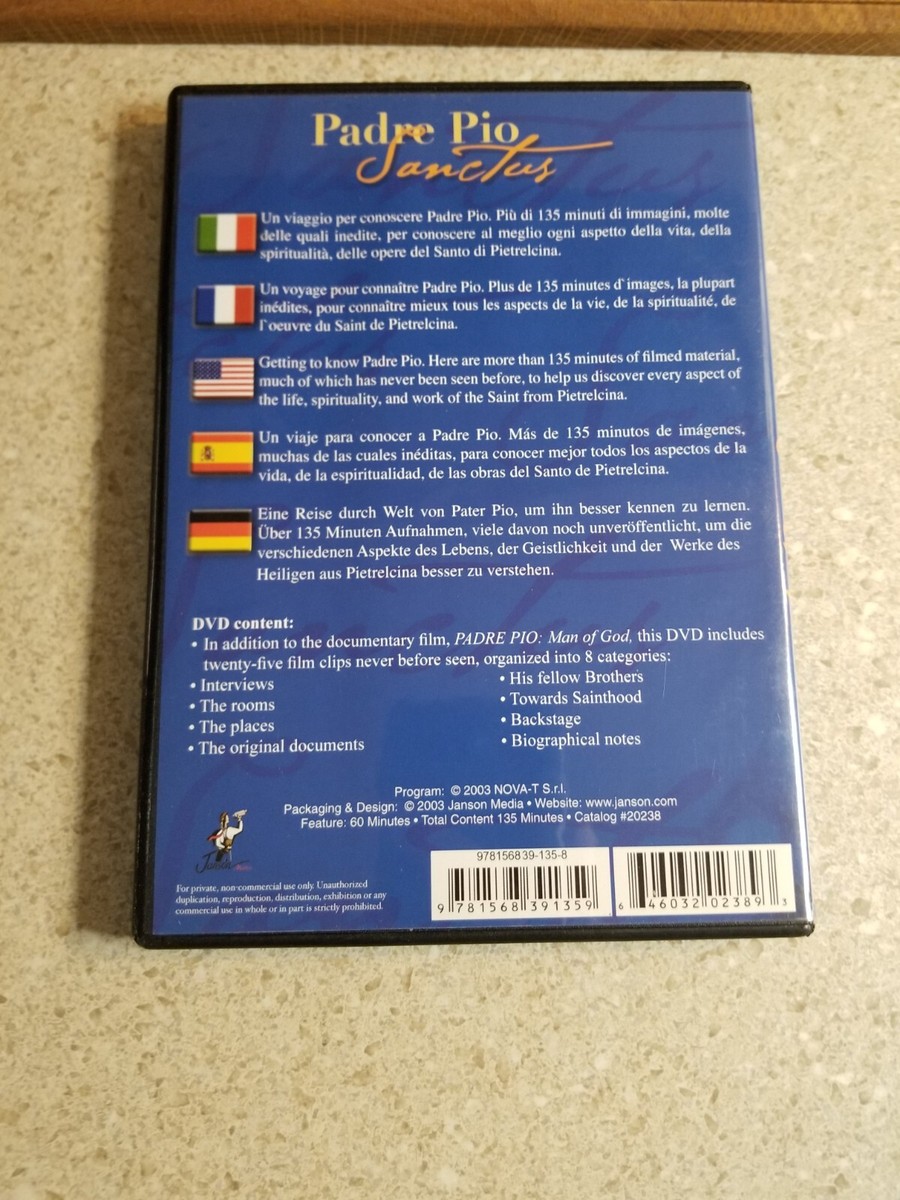 Padre Pio
Sanctus
Un viaggio per conoscere Padre Pio. Più di 135 minuti di immagini, molte
delle quali inedite, per conoscere al meglio ogni aspetto della vita, della
spiritualità, delle opere del Santo di Pietrelcina.
Un voyage pour connaître Padre Pio. Plus de 135 minutes d`images, la plupart
inédites, pour connaître mieux tous les aspects de la vie, de la spiritualité, de
l`oeuvre du Saint de Pietrelcina.
Getting to know Padre Pio. Here are more than 135 minutes of filmed material,
much of which has never been seen before, to help us discover every aspect of
the life, spirituality, and work of the Saint from Pietrelcina.
Un viaje para conocer a Padre Pio. Más de 135 minutos de imágenes,
muchas de las cuales inéditas, para conocer mejor todos los aspectos de la
vida, de la espiritualidad, de las obras del Santo de Pietrelcina.
Eine Reise durch Welt von Pater Pio, um ihn besser kennen zu lernen.
Über 135 Minuten Aufnahmen, viele davon noch unveröffentlicht, um die
verschiedenen Aspekte des Lebens, der Geistlichkeit und der Werke des
Heiligen aus Pietrelcina besser zu verstehen.
DVD content:
• In addition to the documentary film, PADRE PIO: Man of God, this DVD includes
twenty-five film clips never before seen, organized into 8 categories:
• Interviews
• The rooms
• The places
• The original documents
• His fellow Brothers
• Towards Sainthood
• Backstage
• Biographical notes
Program: © 2003 NOVA-T S.r.l.
Packaging & Design: © 2003 Janson Media • Website: www.janson.com
Feature: 60 Minutes • Total Content 135 Minutes • Catalog #20238
Janson
For private, non-commercial use only. Unauthorized
duplication, reproduction, distribution, exhibition or any
commercial use in whole or in part is strictly prohibited.
978156839-135-8
9 781568 391359
6 46032 02389 3